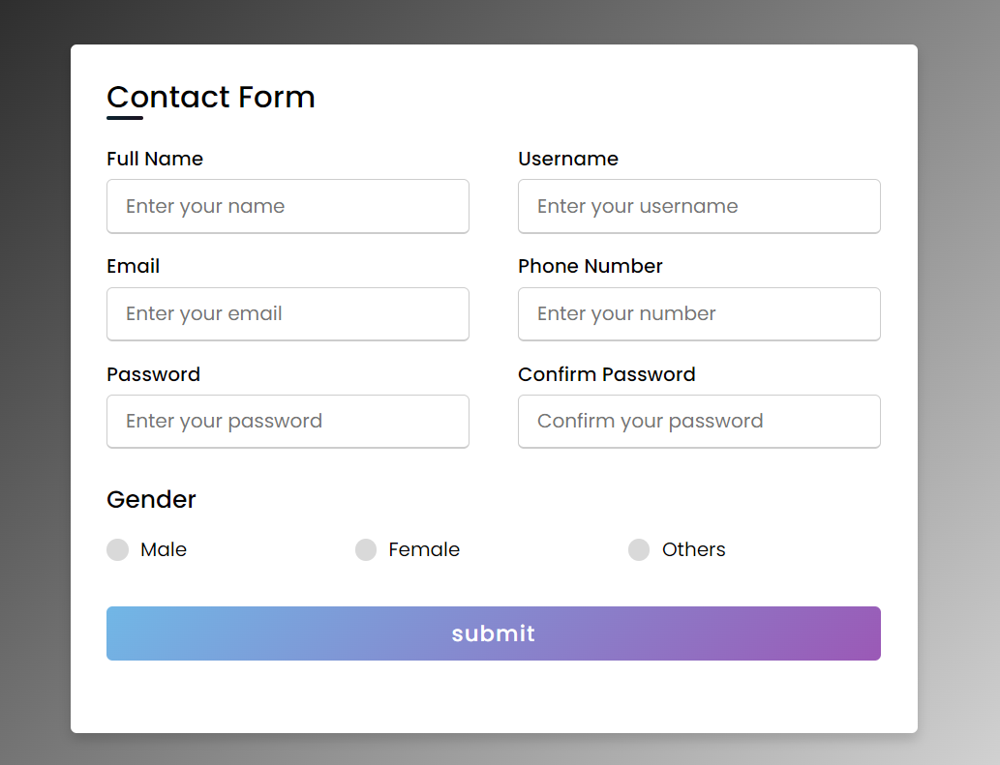 Contact Form
Full Name
Username
Enter your name
Enter your username
Email
Phone Number
Enter your email
Enter your number
Password
Confirm Password
Enter your password
Confirm your password
Gender
Male
Female
Others
submit